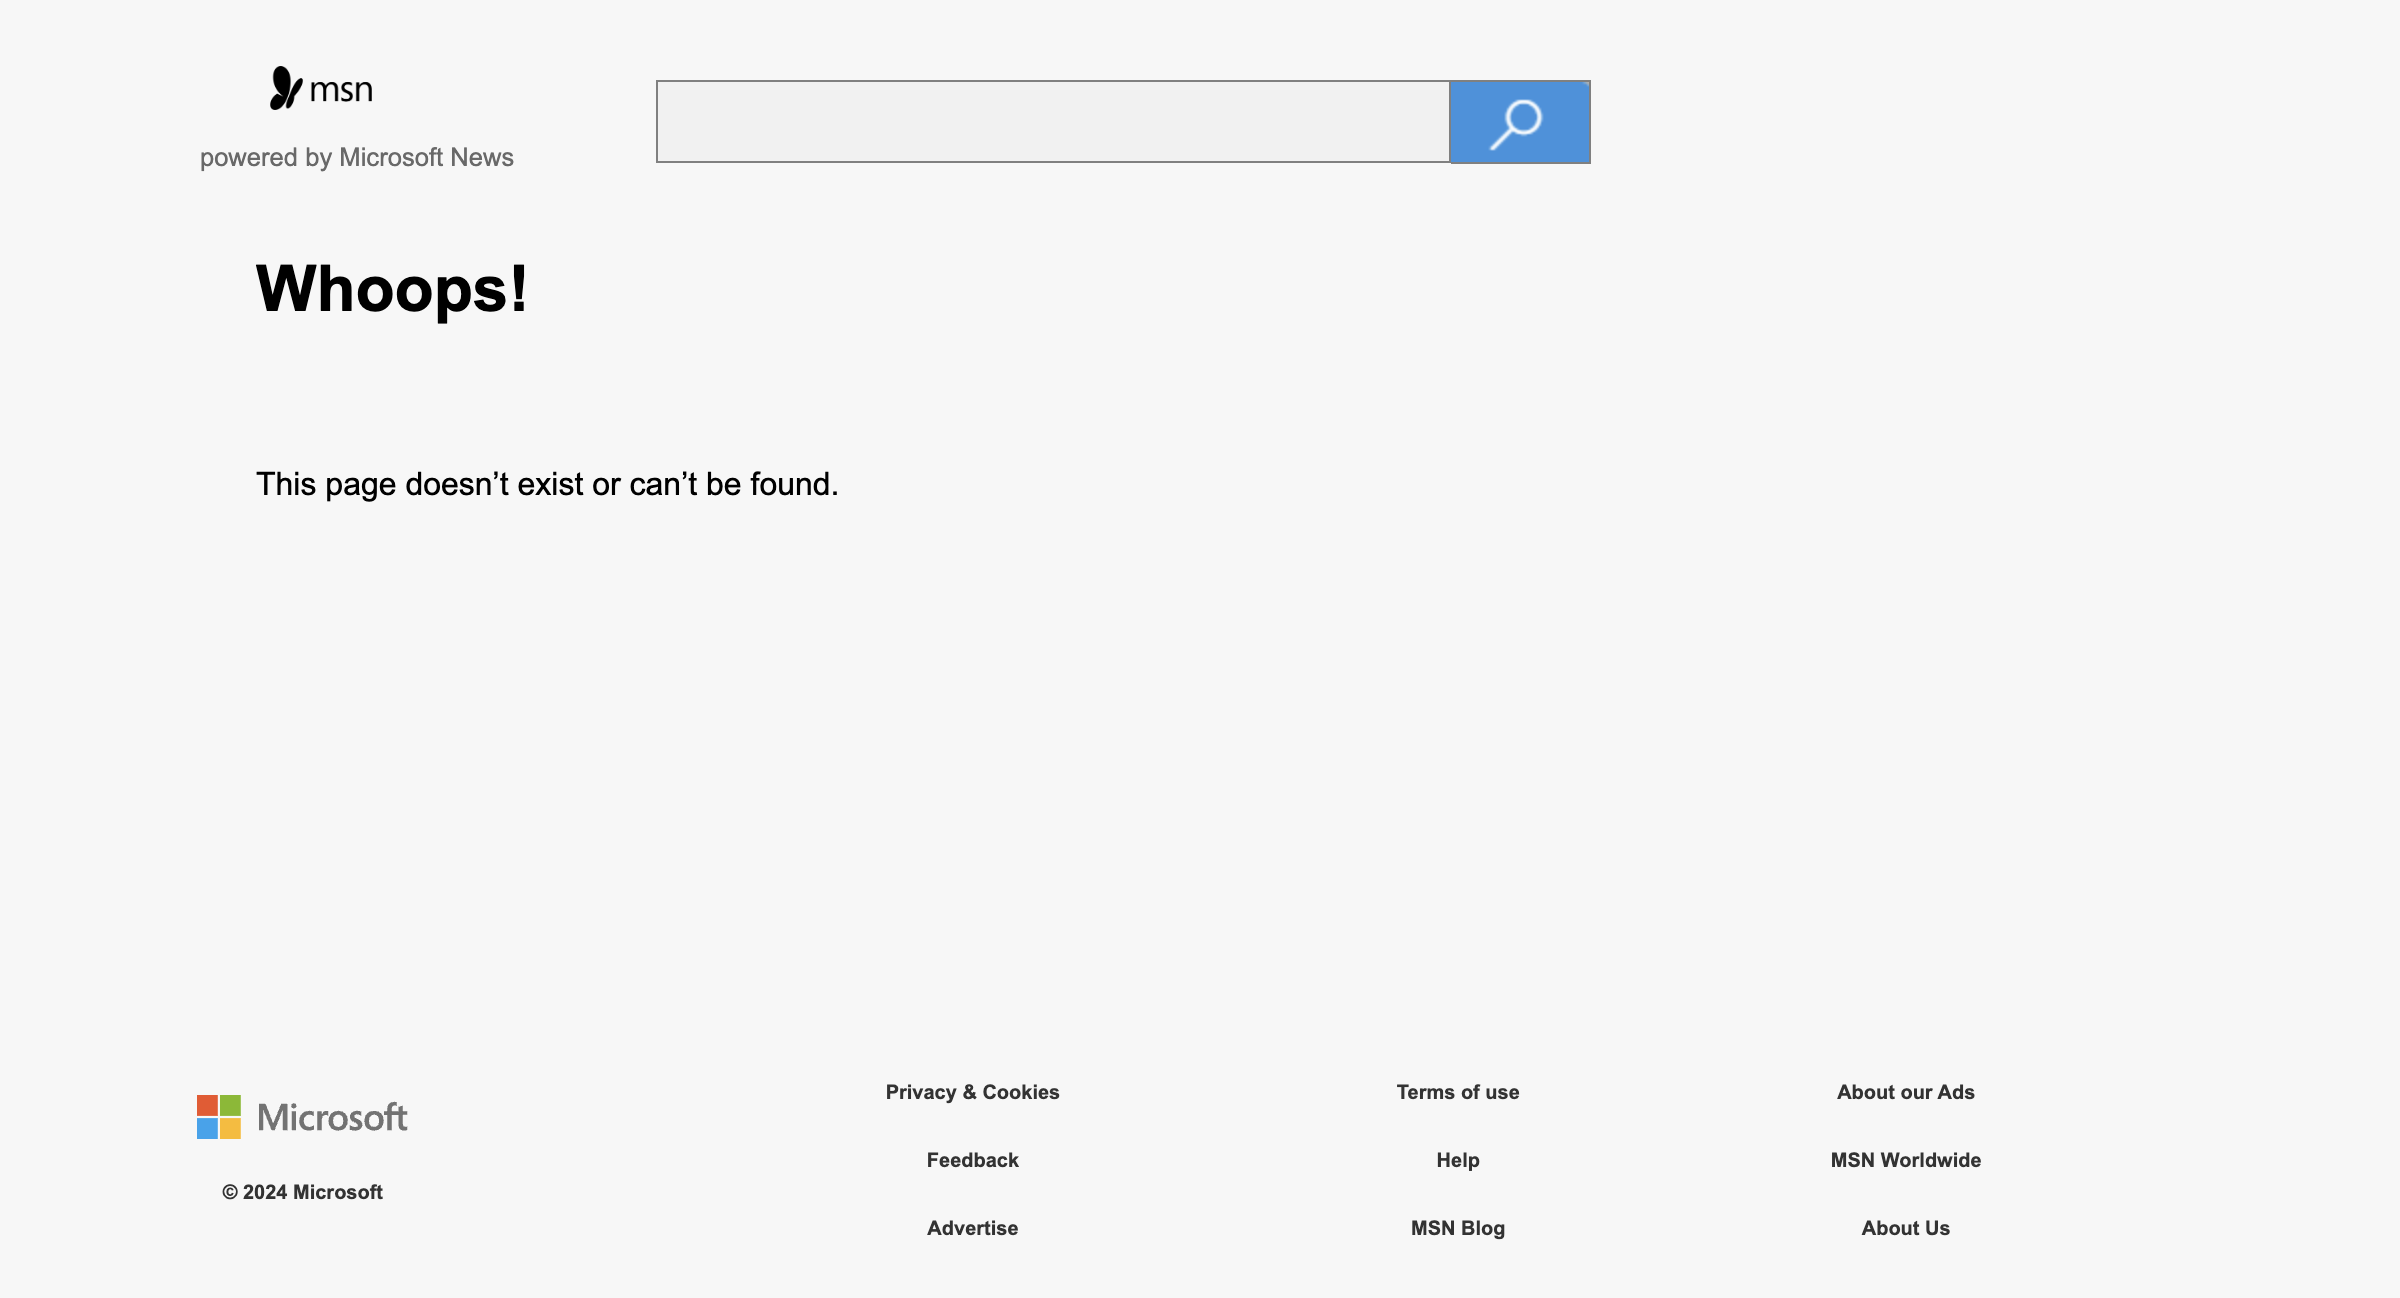 msn
powered by Microsoft News
Whoops!
This page doesn’t exist or can’t be found.
Microsoft
© 2024 Microsoft
Privacy & Cookies
Terms of use
About our Ads
Feedback
Help
MSN Worldwide
Advertise
MSN Blog
About Us